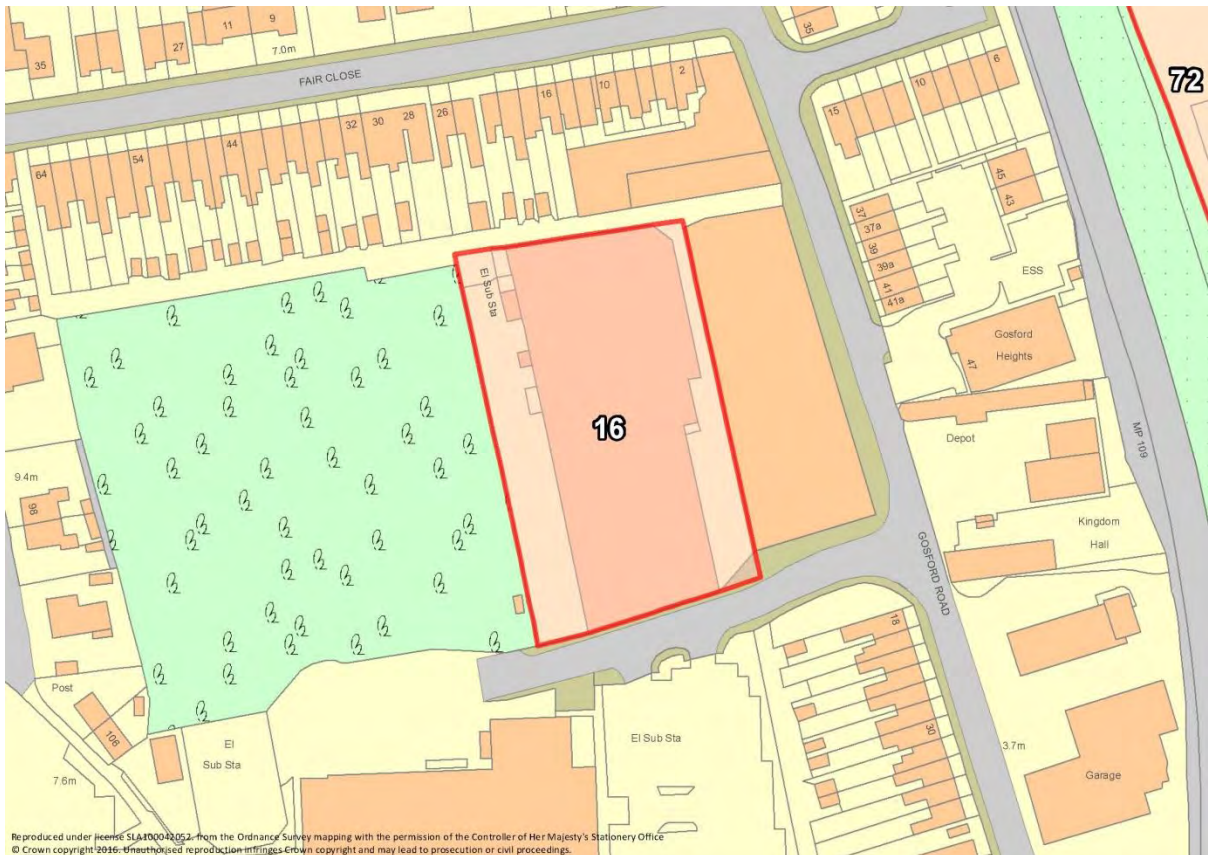 35
27
11
9
7.0m
35
72
FAIR CLOSE
64
54
44
32
30
28
26
16
10
2
15
10
6
45
43
37
37a
39
39a
41
41a
ESS
El Sub Sta
Gosford
Heights
47
16
Depot
MP 109
9.4m
98
Kingdom
Hall
GOSFORD ROAD
18
30
Post
106
El
Sub Sta
7.6m
El Sub Sta
3.7m
Garage
Reproduced under license SLA100042052. from the Ordnance Survey mapping with the permission of the Controller of Her Majesty's Stationery Office
© Crown copyright 2016. Unauthorised reproduction infringes Crown copyright and may lead to prosecution or civil proceedings.